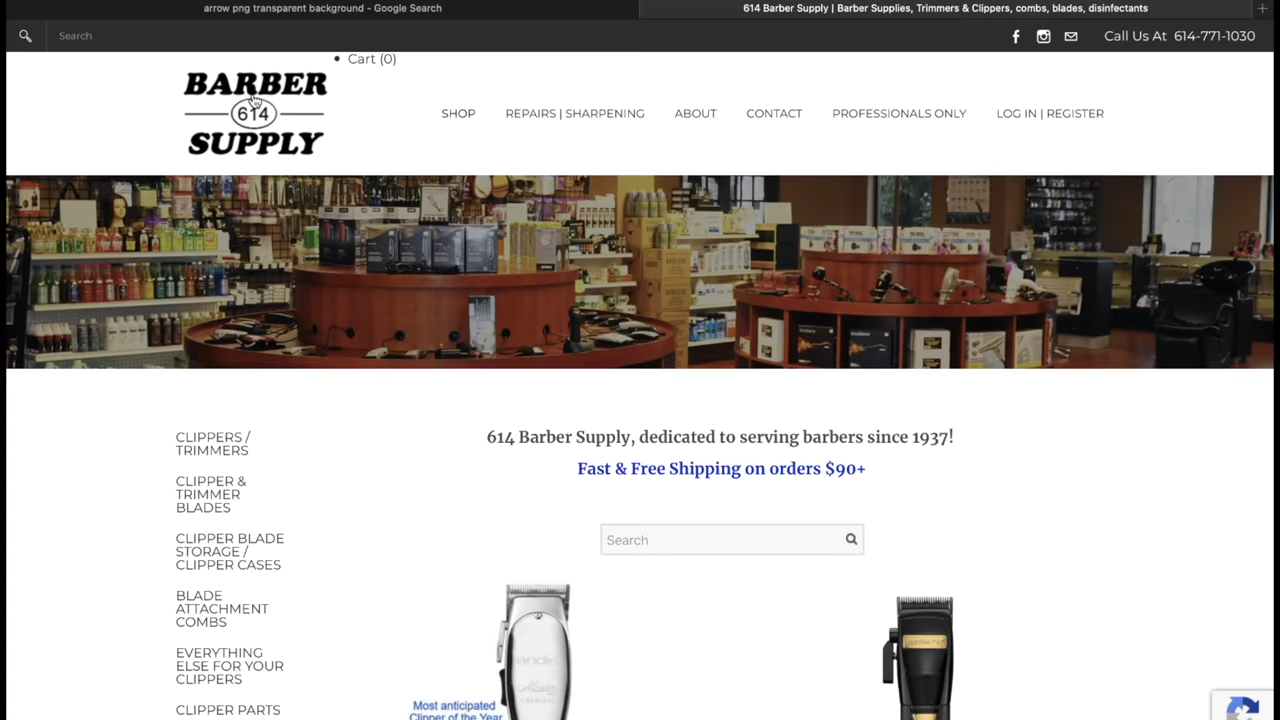 arrow png transparent background - Google Search
614 Barber Supply | Barber Supplies, Trimmers & Clippers, combs, blades, disinfectants
Search
Call Us At 614-771-1030
Cart (0)
BARBER
614
SUPPLY
SHOP
REPAIRS | SHARPENING
ABOUT
CONTACT
PROFESSIONALS ONLY
LOG IN | REGISTER
614 Barber Supply, dedicated to serving barbers since 1937!
Fast & Free Shipping on orders $90+
Search
CLIPPERS /
TRIMMERS
CLIPPER &
TRIMMER
BLADES
CLIPPER BLADE
STORAGE /
CLIPPER CASES
BLADE
ATTACHMENT
COMBS
EVERYTHING
ELSE FOR YOUR
CLIPPERS
CLIPPER PARTS
andis
Master
CORDLESS
Most anticipated
Clipper of the Year